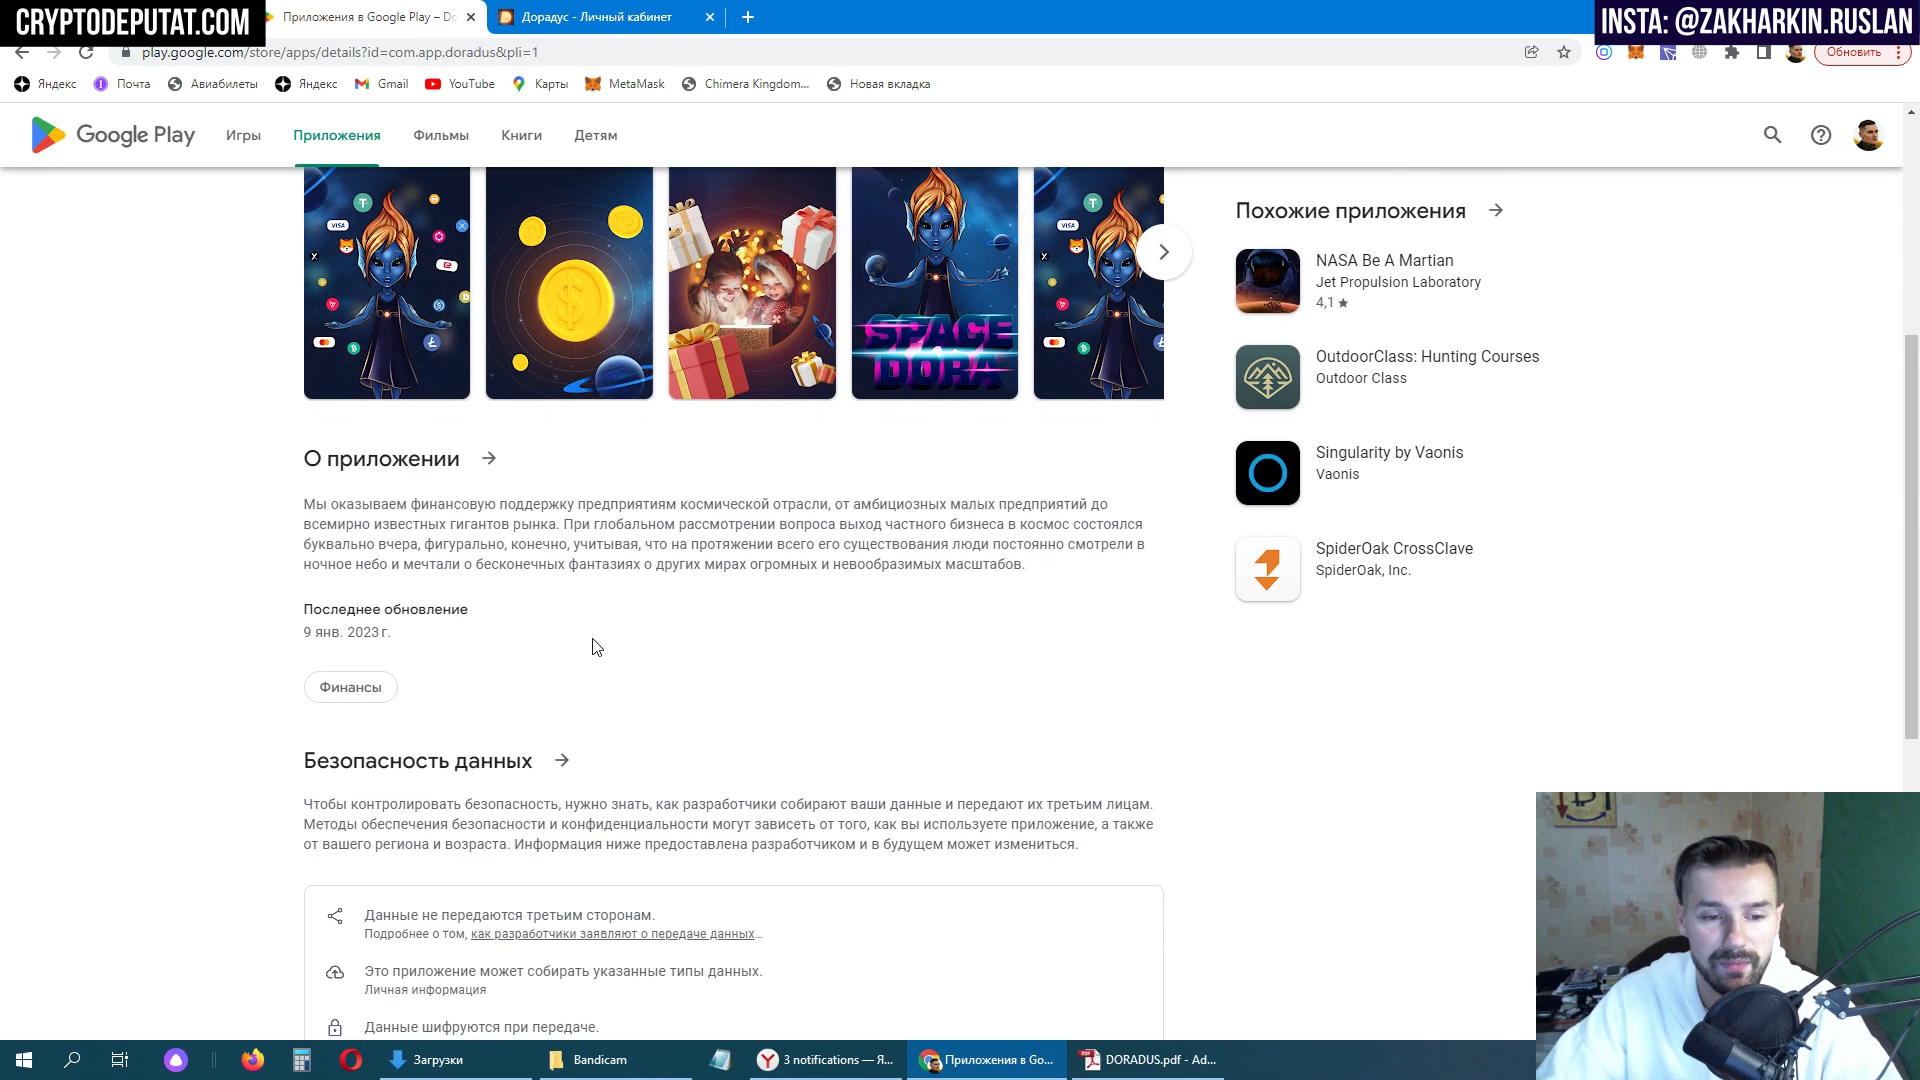 CRYPTODEPUTAT.COM
Приложения в Google Play – Do
Дорадус - Личный кабинет
INSTA: @ZAKHARKIN.RUSLAN
play.google.com/store/apps/details?id=com.app.doradus&pli=1
Обновить
Яндекс
Почта
Авиабилеты
Яндекс
Gmail
YouTube
Карты
MetaMask
Chimera Kingdom...
Новая вкладка
Google Play
Игры
Приложения
Фильмы
Книги
Детям
VISA
Dora
Dora
SPACE
DORA
VISA
Dora
Похожие приложения
NASA Be A Martian
Jet Propulsion Laboratory
4,1
OutdoorClass: Hunting Courses
Outdoor Class
Singularity by Vaonis
Vaonis
SpiderOak CrossClave
SpiderOak, Inc.
О приложении
Мы оказываем финансовую поддержку предприятиям космической отрасли, от амбициозных малых предприятий до
всемирно известных гигантов рынка. При глобальном рассмотрении вопроса выход частного бизнеса в космос состоялся
буквально вчера, фигурально, конечно, учитывая, что на протяжении всего его существования люди постоянно смотрели в
ночное небо и мечтали о бесконечных фантазиях о других мирах огромных и невообразимых масштабов.
Последнее обновление
9 янв. 2023 г.
Финансы
Безопасность данных
Чтобы контролировать безопасность, нужно знать, как разработчики собирают ваши данные и передают их третьим лицам.
Методы обеспечения безопасности и конфиденциальности могут зависеть от того, как вы используете приложение, а также
от вашего региона и возраста. Информация ниже предоставлена разработчиком и в будущем может измениться.
Данные не передаются третьим сторонам.
Подробнее о том, как разработчики заявляют о передаче данных...
Это приложение может собирать указанные типы данных.
Личная информация
Данные шифруются при передаче.
Загрузки
Bandicam
3 notifications — Я...
Приложения в Go...
DORADUS.pdf - Ad...